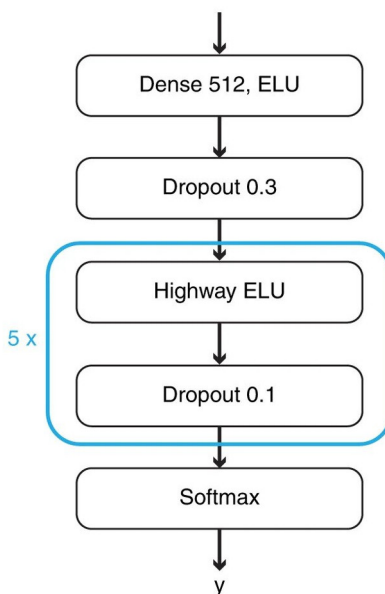 Dense 512, ELU
Dropout 0.3
Highway ELU
5 x
Dropout 0.1
Softmax
y